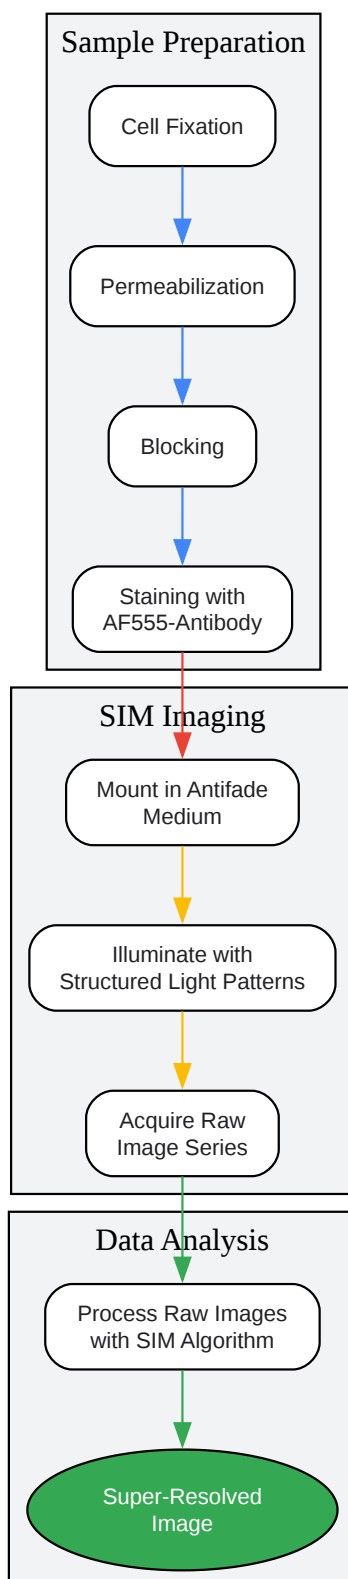 Sample Preparation
Cell Fixation
Permeabilization
Blocking
Staining with
AF555-Antibody
SIM Imaging
Mount in Antifade
Medium
Illuminate with
Structured Light Patterns
Acquire Raw
Image Series
Data Analysis
Process Raw Images
with SIM Algorithm
Super-Resolved
Image